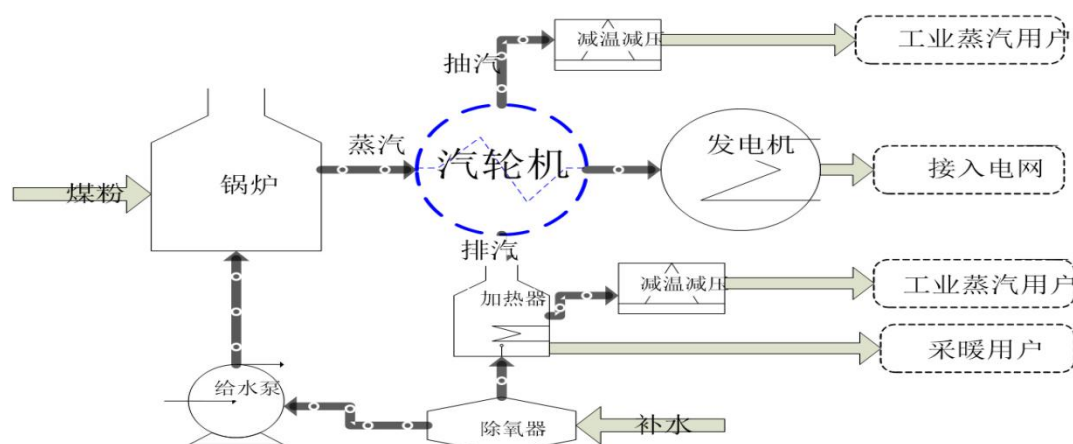 减温减压
工业蒸汽用户
抽汽
蒸汽
汽轮机
发电机
接入电网
锅炉
煤粉
排汽
加热器
减温减压
工业蒸汽用户
采暖用户
给水泵
除氧器
补水